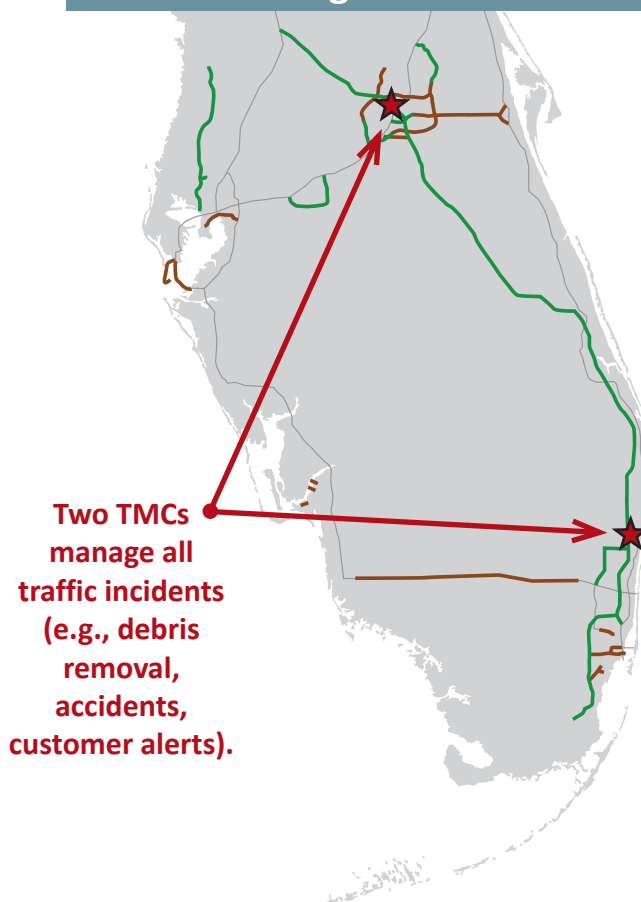 Two TMCs
manage all
traffic incidents
(e.g., debris
removal,
accidents,
customer alerts).